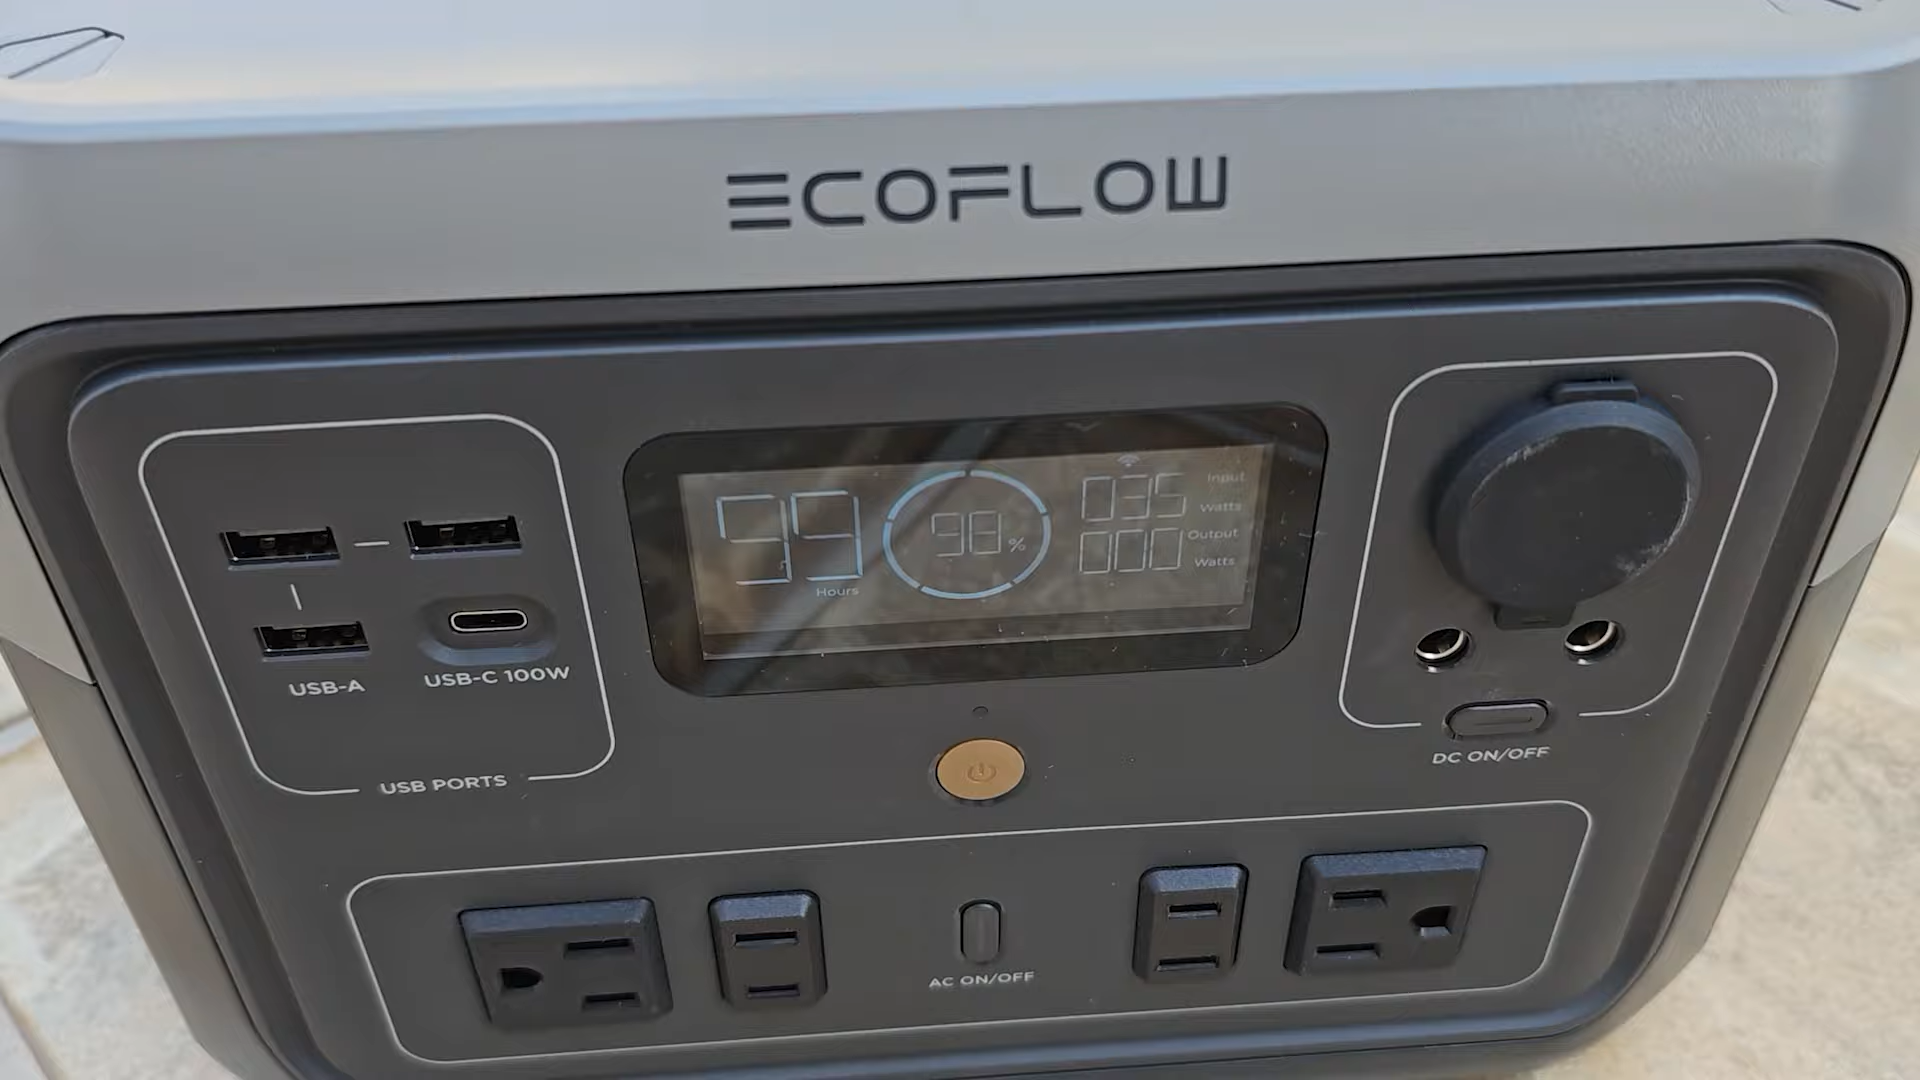 ECOFLOW
99
Hours
98%
035 Input Watts
000 Output Watts
USB-A
USB-C 100W
USB PORTS
DC ON/OFF
AC ON/OFF